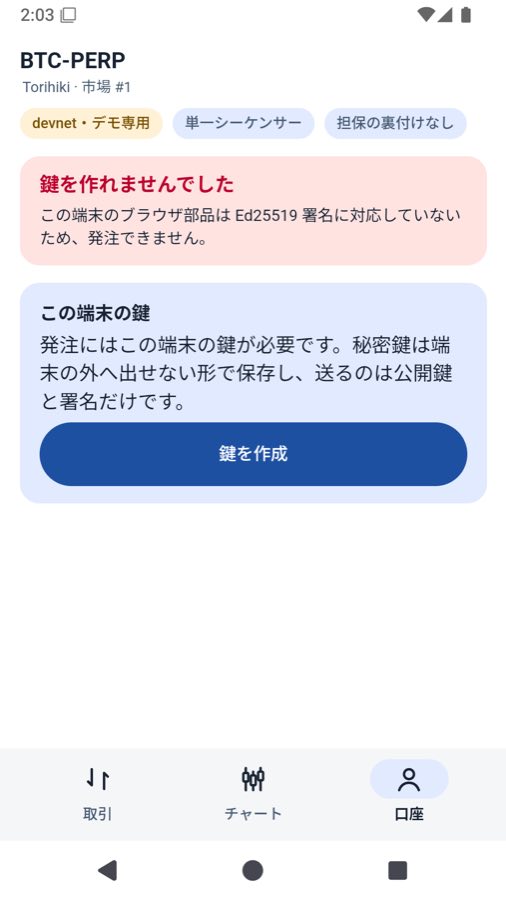 2:03
BTC-PERP
Torihiki · 市場 #1
devnet・デモ専用
単一シーケンサー
担保の裏付けなし
鍵を作れませんでした
この端末のブラウザ部品は Ed25519 署名に対応していない
ため、発注できません。
この端末の鍵
発注にはこの端末の鍵が必要です。秘密鍵は端
末の外へ出せない形で保存し、送るのは公開鍵
と署名だけです。
鍵を作成
取引
チャート
口座